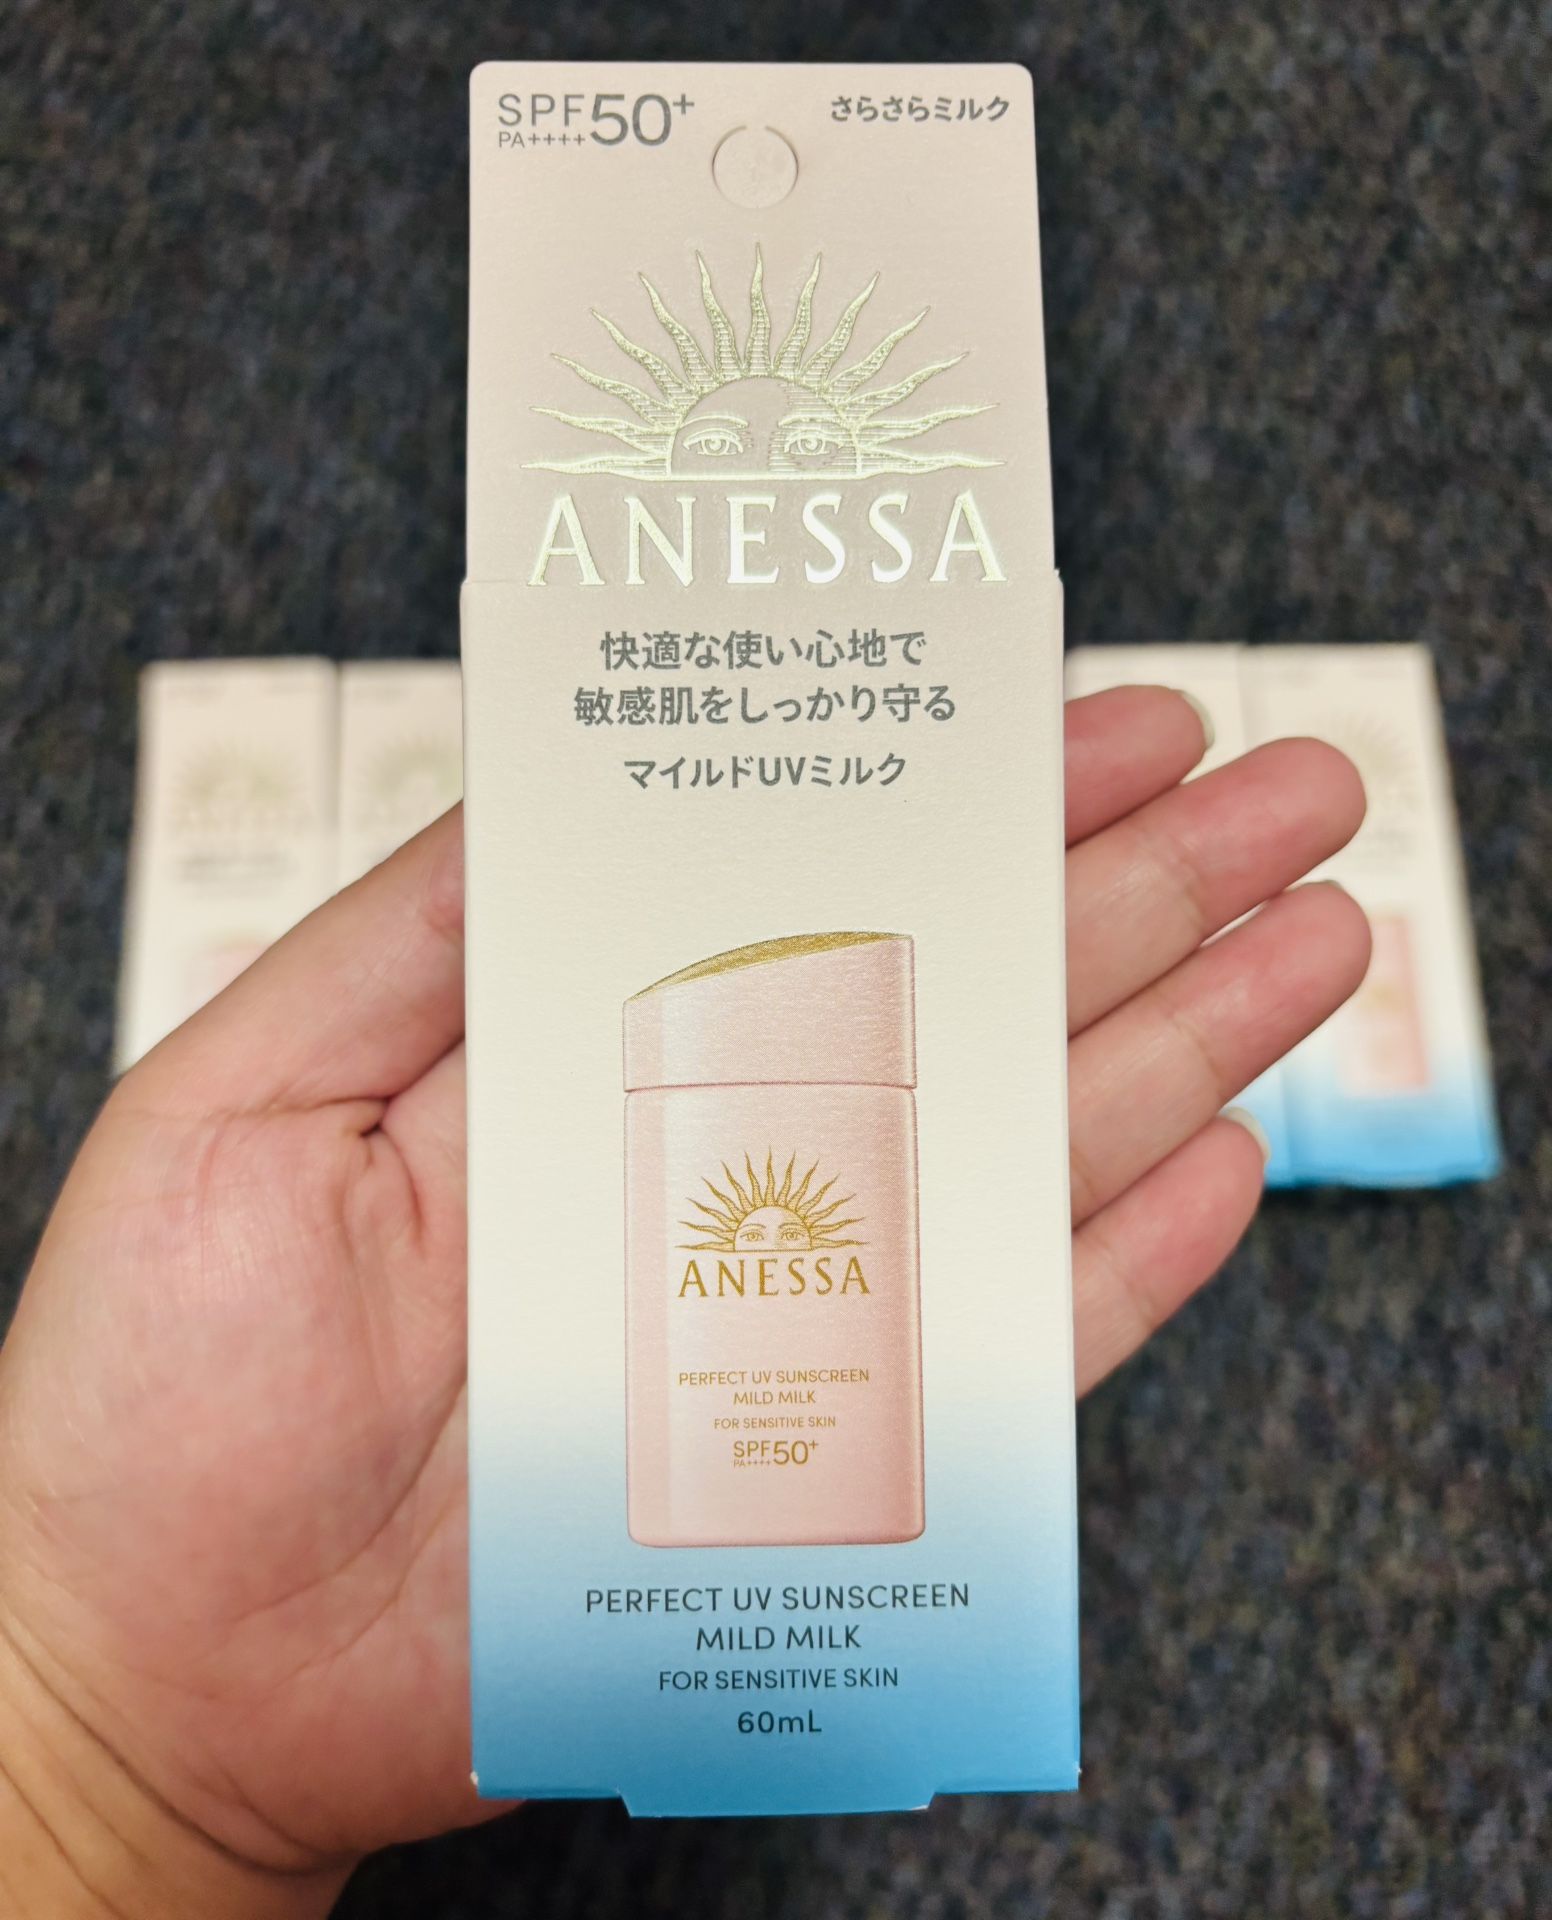 SPF50+
PA++++
さらさらミルク
ANESSA
快適な使い心地で
敏感肌をしっかり守る
マイルドUVミルク
ANESSA
PERFECT UV SUNSCREEN
MILD MILK
FOR SENSITIVE SKIN
SPF50+
PA++++
PERFECT UV SUNSCREEN
MILD MILK
FOR SENSITIVE SKIN
60mL